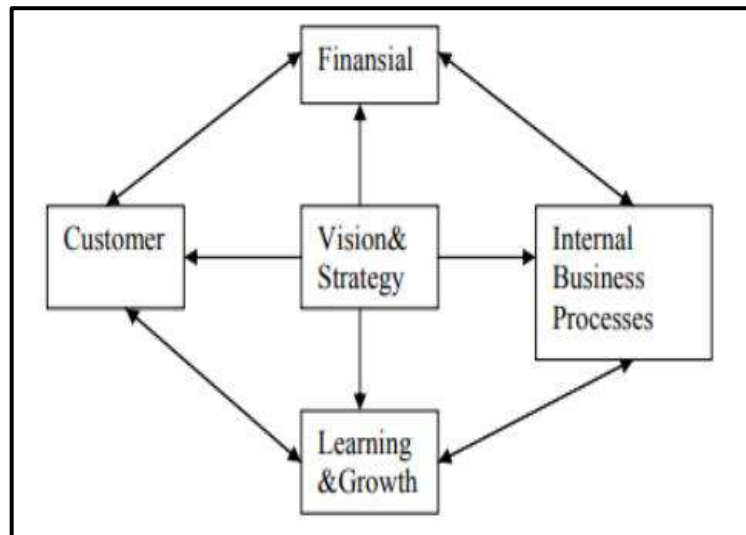 Finansial
Customer
Vision&
Strategy
Internal
Business
Processes
Learning
&Growth